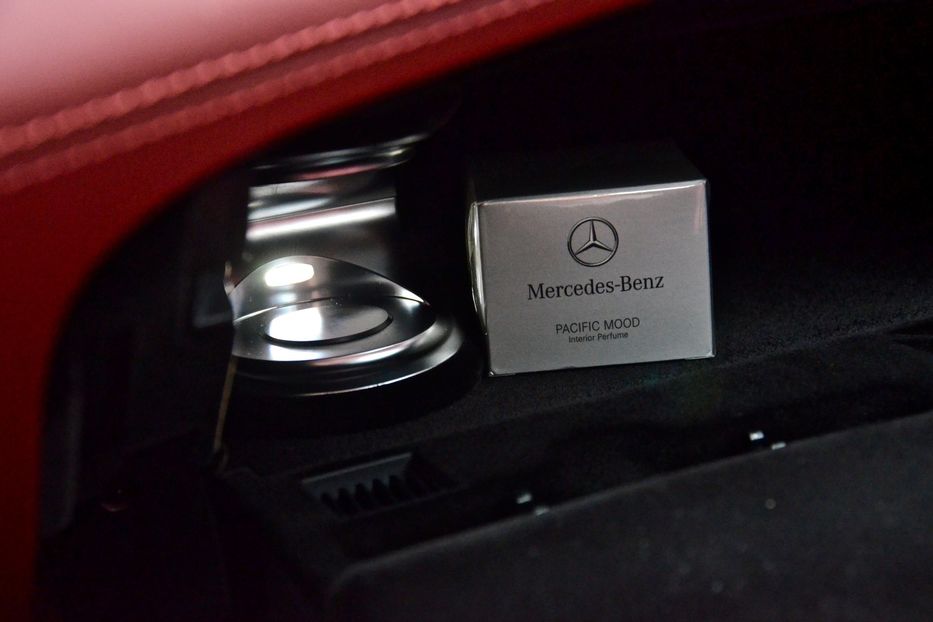 Mercedes-Benz
PACIFIC MOOD
Interior Perfume